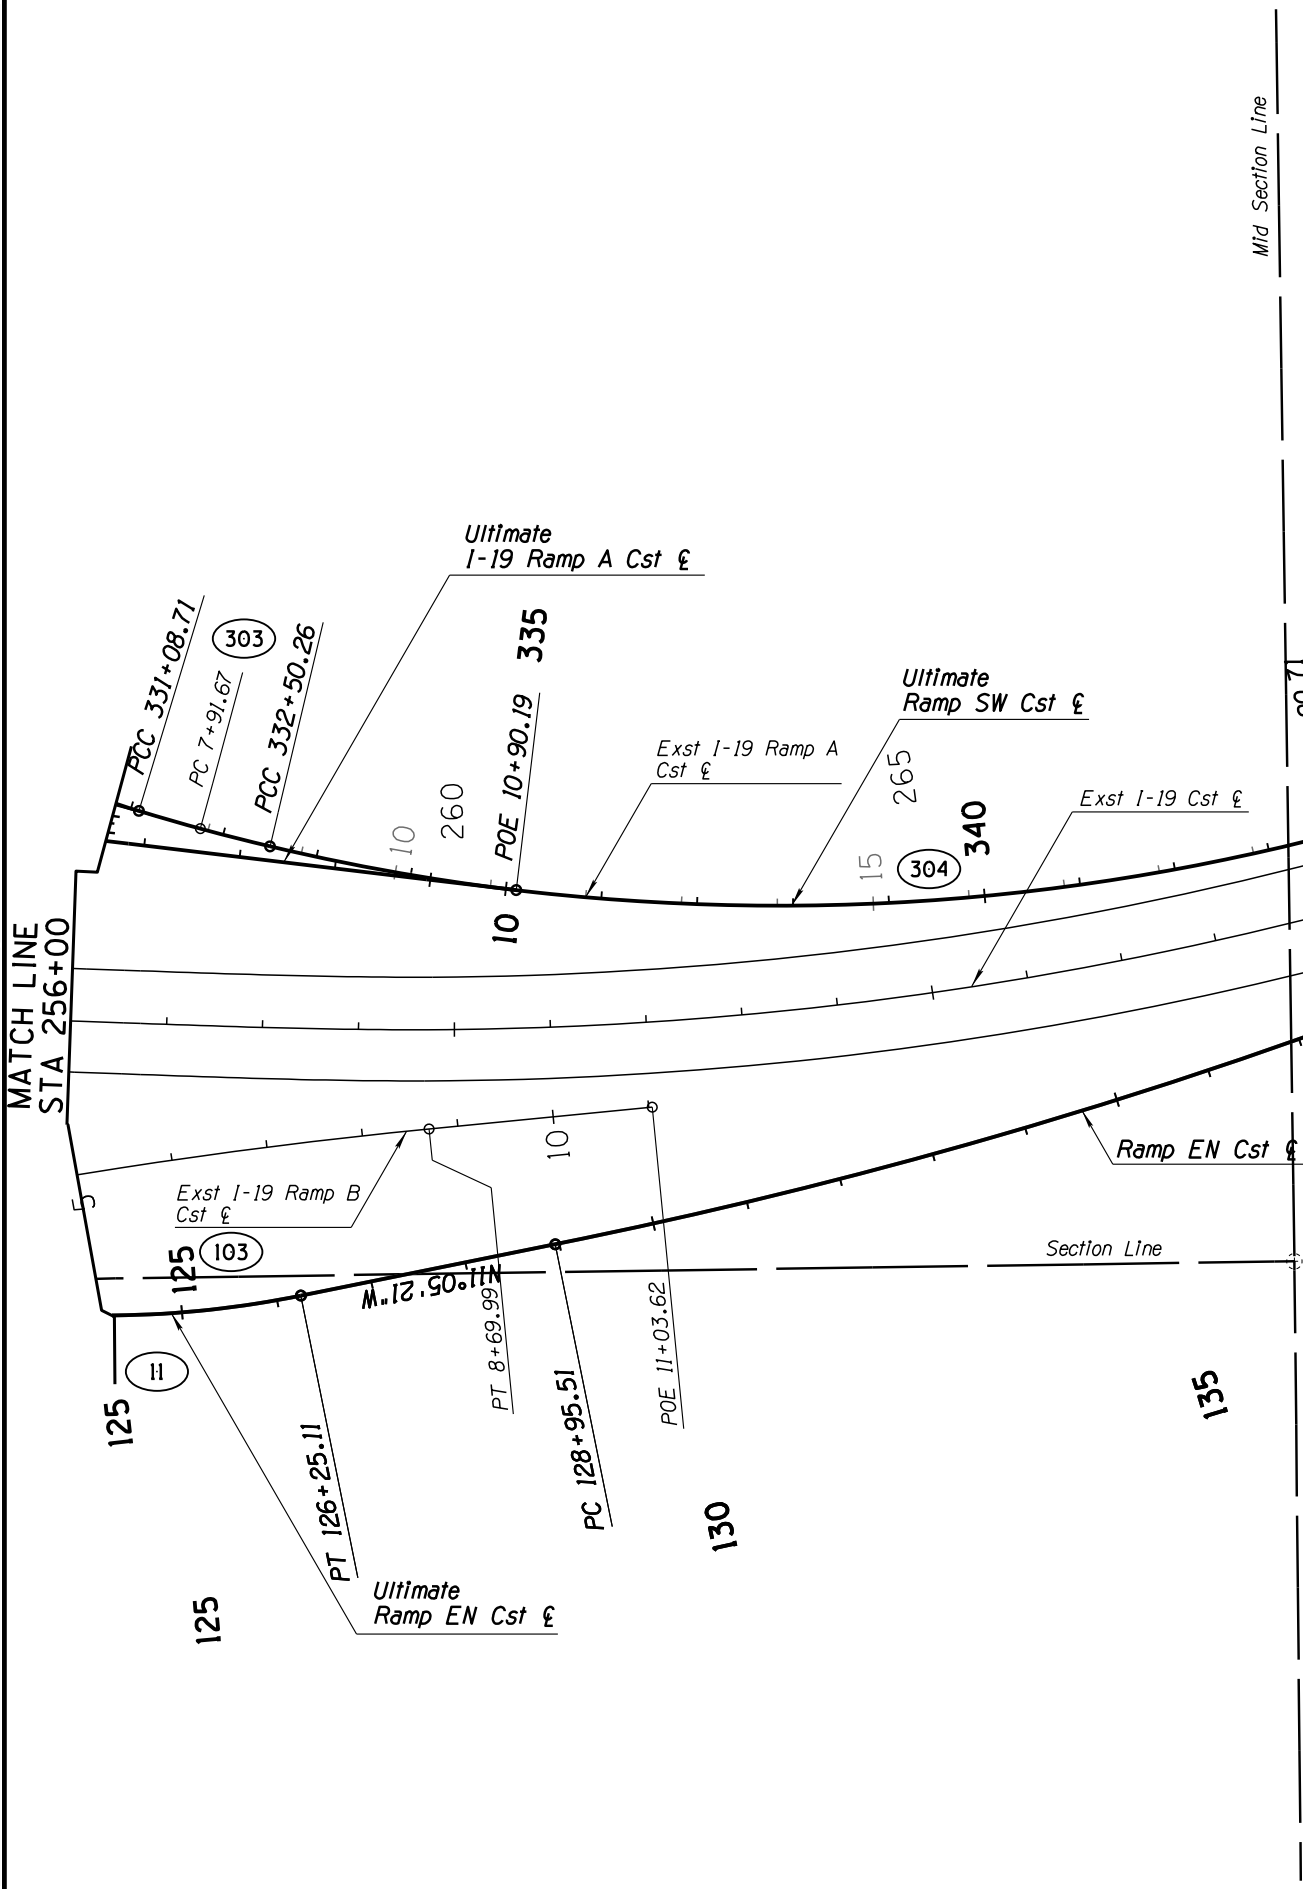 Mid Section Line
Ultimate
I-19 Ramp A Cst ℄
PCC 331+08.71
303
PC 7+91.67
PCC 332+50.26
335
POE 10+90.19
Ultimate
Ramp SW Cst ℄
Exst I-19 Ramp A
Cst ℄
265
Exst I-19 Cst ℄
260
10
340
15
304
10
MATCH LINE
STA 256+00
10
Ramp EN Cst ℄
5
Exst I-19 Ramp B
Cst ℄
125
103
Section Line
N11°05'21"W
PT 8+69.99
POE 11+03.62
11
125
135
PT 126+25.11
PC 128+95.51
130
125
Ultimate
Ramp EN Cst ℄